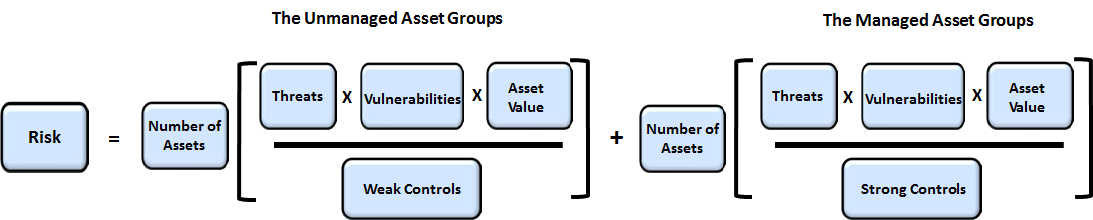 The Unmanaged Asset Groups
The Managed Asset Groups
Risk
=
Number of
Assets
Threats X Vulnerabilities X Asset
Value
Weak Controls
+
Number of
Assets
Threats X Vulnerabilities X Asset
Value
Strong Controls